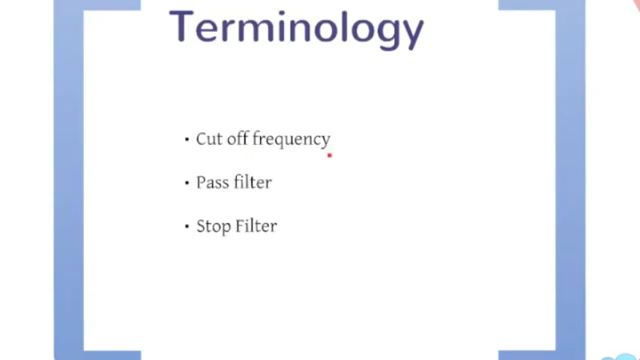 Terminology
• Cut off frequency
• Pass filter
• Stop Filter